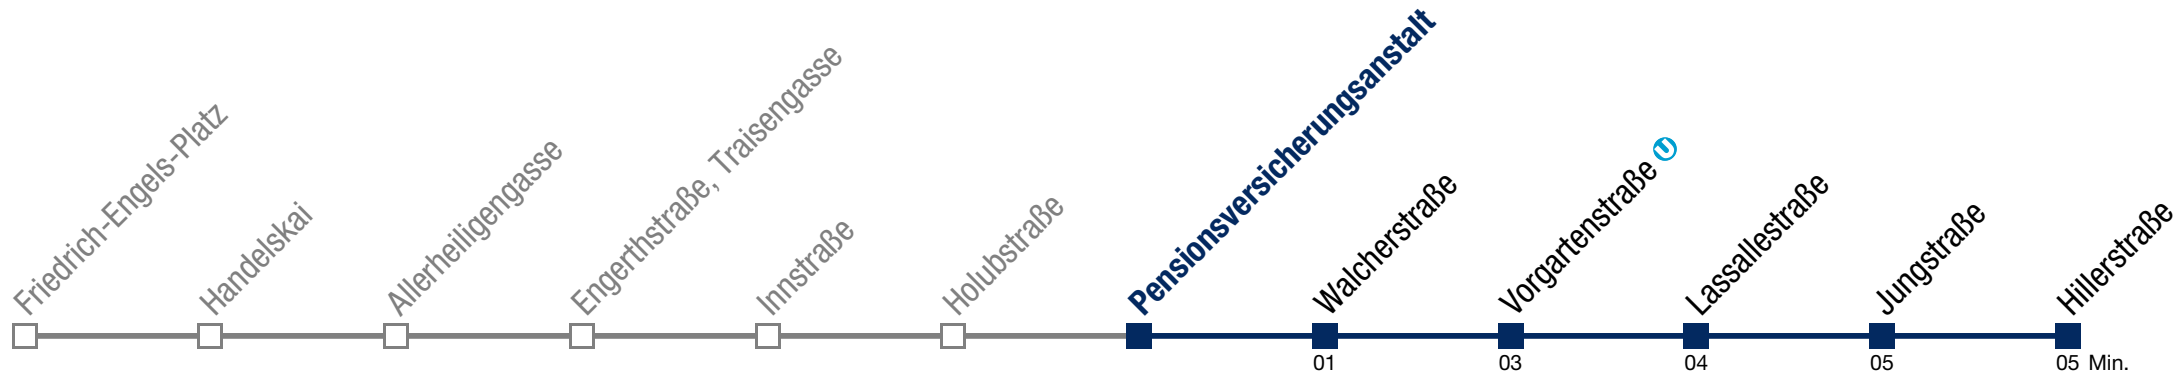 Friedrich-Engels-Platz
Handelskai
Allerheiligengasse
Engerthstraße, Traisengasse
Innstraße
Holubstraße
Pensionsversicherungsanstalt
Walcherstraße
Vorgartenstraße U
Lassallestraße
Jungstraße
Hillerstraße
01 03 04 05 05 Min.